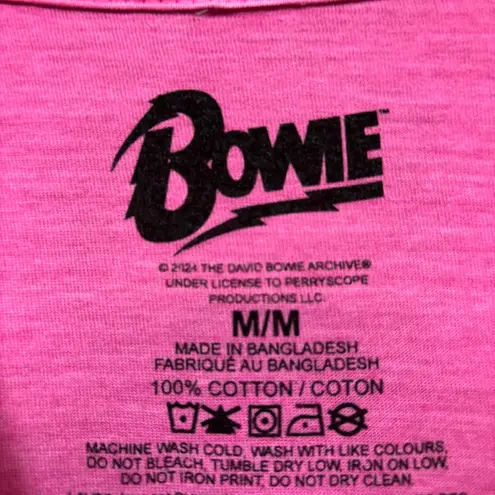 BOWIE™
© 2024 THE DAVID BOWIE ARCHIVE®
UNDER LICENSE TO PERRYSCOPE
PRODUCTIONS LLC.
M/M
MADE IN BANGLADESH
FABRIQUÉ AU BANGLADESH
100% COTTON / COTON
MACHINE WASH COLD, WASH WITH LIKE COLOURS,
DO NOT BLEACH, TUMBLE DRY LOW, IRON ON LOW,
DO NOT IRON PRINT, DO NOT DRY CLEAN.